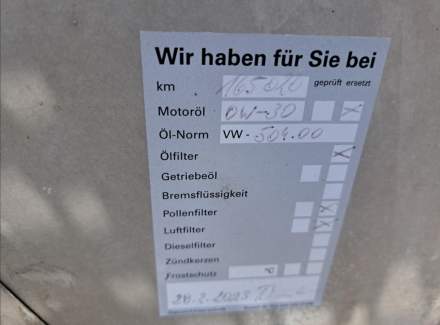 Wir haben für Sie bei
km 165010 geprüft ersetzt
Motoröl 0W-30 X
Öl-Norm VW - 504.00
Ölfilter X
Getriebeöl
Bremsflüssigkeit
Pollenfilter X
Luftfilter X
Dieselfilter
Zündkerzen
Frostschutz °C
28.2.2023